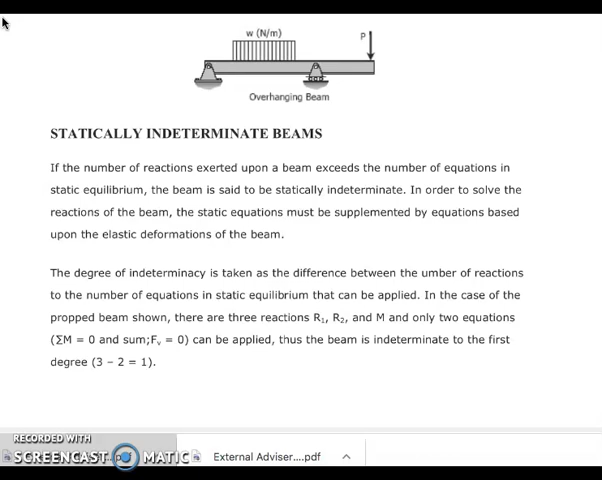 w (N/m)
P
Overhanging Beam
STATICALLY INDETERMINATE BEAMS
If the number of reactions exerted upon a beam exceeds the number of equations in
static equilibrium, the beam is said to be statically indeterminate. In order to solve the
reactions of the beam, the static equations must be supplemented by equations based
upon the elastic deformations of the beam.
The degree of indeterminacy is taken as the difference between the umber of reactions
to the number of equations in static equilibrium that can be applied. In the case of the
propped beam shown, there are three reactions R₁, R₂, and M and only two equations
(ΣM = 0 and sum;Fᵥ = 0) can be applied, thus the beam is indeterminate to the first
degree (3 – 2 = 1).
RECORDED WITH
SCREENCAST MATIC
External Adviser....pdf